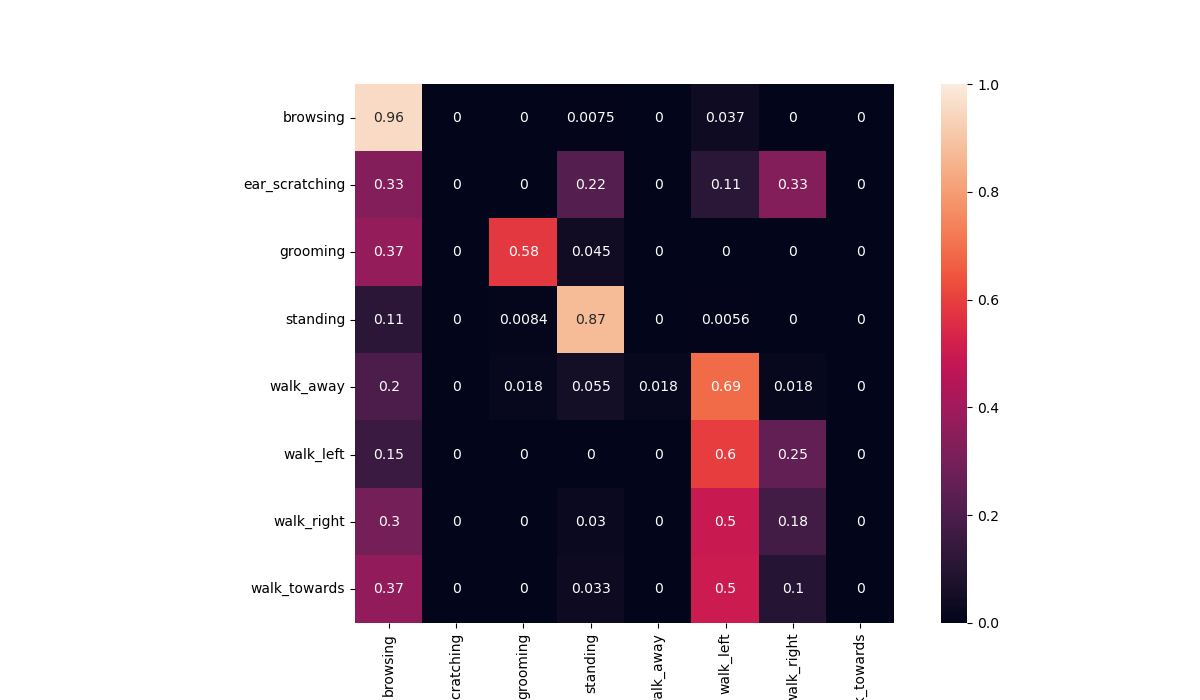 browsing 0.96 0 0 0.0075 0 0.037 0 0
ear_scratching 0.33 0 0 0.22 0 0.11 0.33 0
grooming 0.37 0 0.58 0.045 0 0 0 0
standing 0.11 0 0.0084 0.87 0 0.0056 0 0
walk_away 0.2 0 0.018 0.055 0.018 0.69 0.018 0
walk_left 0.15 0 0 0 0 0.6 0.25 0
walk_right 0.3 0 0 0.03 0 0.5 0.18 0
walk_towards 0.37 0 0 0.033 0 0.5 0.1 0
browsing
cratching
grooming
standing
alk_away
walk_left
walk_right
k_towards
1.0
0.8
0.6
0.4
0.2
0.0